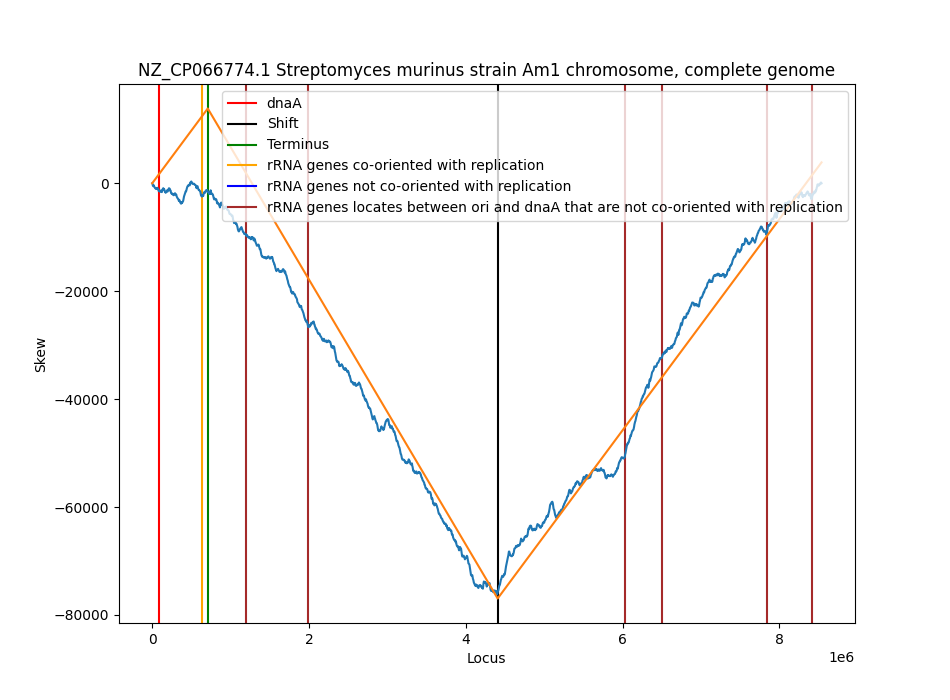 NZ_CP066774.1 Streptomyces murinus strain Am1 chromosome, complete genome
dnaA
Shift
Terminus
rRNA genes co-oriented with replication
rRNA genes not co-oriented with replication
rRNA genes locates between ori and dnaA that are not co-oriented with replication
0
−20000
−40000
−60000
−80000
Skew
0 2 4 6 8
1e6
Locus